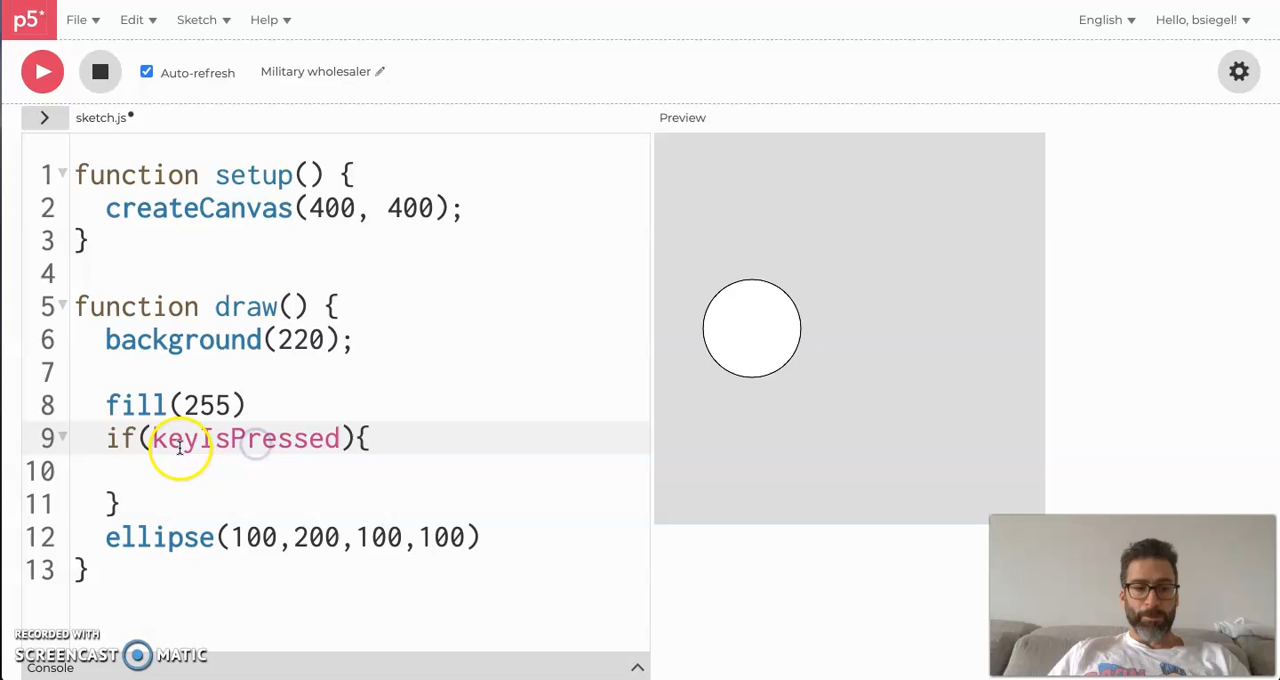 p5* File Edit Sketch Help English Hello, bsiegel!
Auto-refresh Military wholesaler
sketch.js
Preview
1 function setup() {
2 createCanvas(400, 400);
3 }
4
5 function draw() {
6 background(220);
7
8 fill(255)
9 if(keyIsPressed){
10
11 }
12 ellipse(100,200,100,100)
13 }
RECORDED WITH
SCREENCAST MATIC
Console